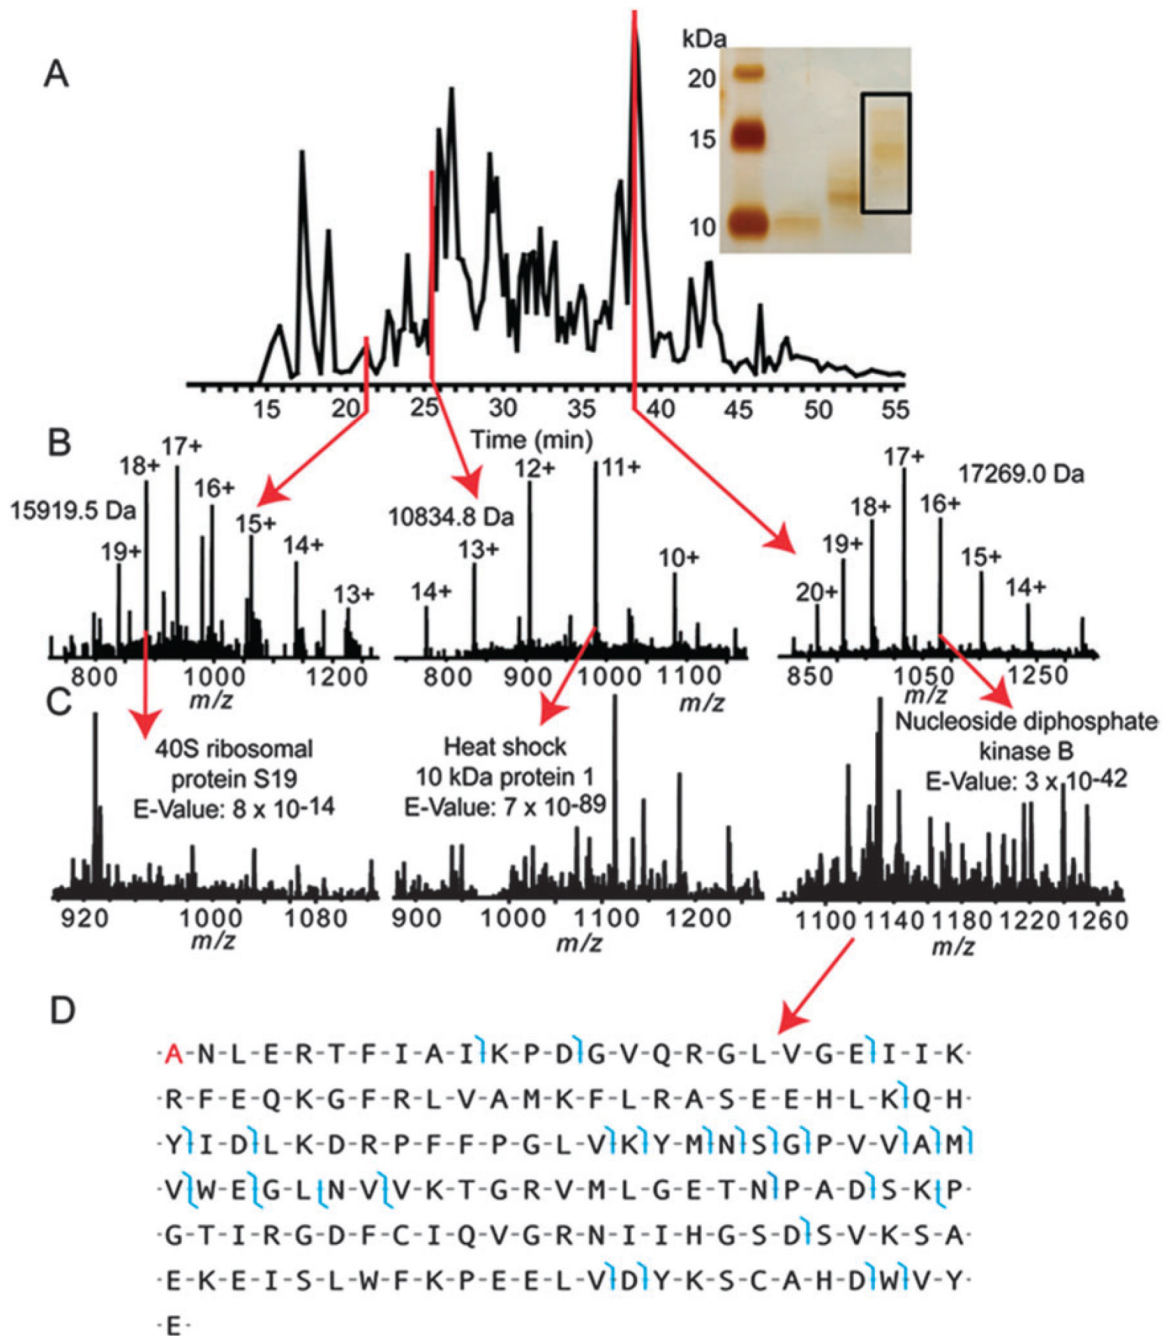 A
kDa
20
15
10
15 20 25 30 35 40 45 50 55
Time (min)
B
15919.5 Da
19+ 18+ 17+ 16+ 15+ 14+ 13+
800 1000 1200
m/z
10834.8 Da
14+ 13+ 12+ 11+ 10+
800 900 1000 1100
m/z
17269.0 Da
20+ 19+ 18+ 17+ 16+ 15+ 14+
850 1050 1250
m/z
C
40S ribosomal
protein S19
E-Value: 8 x 10-14
920 1000 1080
m/z
Heat shock
10 kDa protein 1
E-Value: 7 x 10-89
900 1000 1100 1200
m/z
Nucleoside diphosphate
kinase B
E-Value: 3 x 10-42
1100 1140 1180 1220 1260
m/z
D
-A-N-L-E-R-T-F-I-A-I-K-P-D-G-V-Q-R-G-L-V-G-E-I-I-K-
-R-F-E-Q-K-G-F-R-L-V-A-M-K-F-L-R-A-S-E-E-H-L-K-Q-H-
-Y-I-D-L-K-D-R-P-F-F-P-G-L-V-K-Y-M-N-S-G-P-V-V-A-M-
-V-W-E-G-L-N-V-V-K-T-G-R-V-M-L-G-E-T-N-P-A-D-S-K-P-
-G-T-I-R-G-D-F-C-I-Q-V-G-R-N-I-I-H-G-S-D-S-V-K-S-A-
-E-K-E-I-S-L-W-F-K-P-E-E-L-V-D-Y-K-S-C-A-H-D-W-V-Y-
-E-